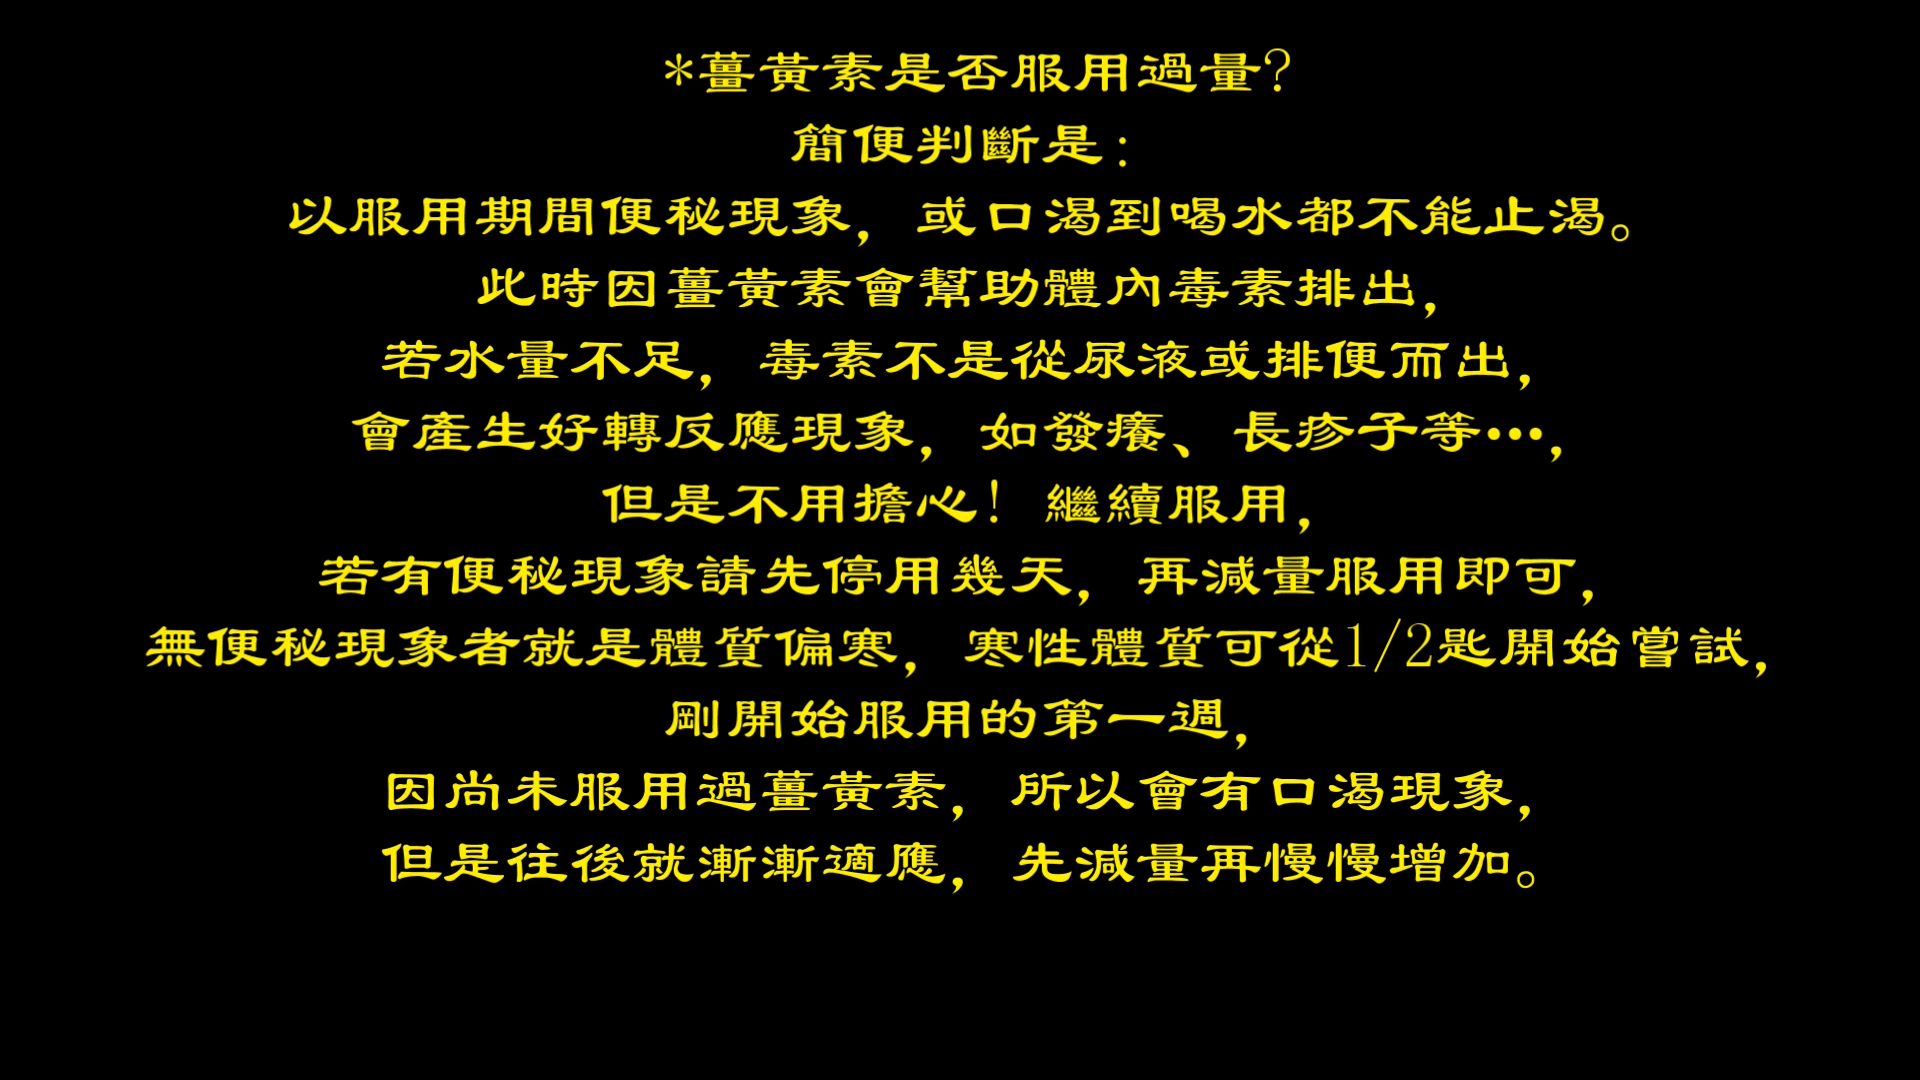 *薑黃素是否服用過量?
簡便判斷是:
以服用期間便秘現象，或口渴到喝水都不能止渴。
此時因薑黃素會幫助體內毒素排出，
若水量不足，毒素不是從尿液或排便而出，
會產生好轉反應現象，如發癢、長疹子等…，
但是不用擔心! 繼續服用，
若有便秘現象請先停用幾天，再減量服用即可，
無便秘現象者就是體質偏寒，寒性體質可從1/2匙開始嘗試，
剛開始服用的第一週，
因尚未服用過薑黃素，所以會有口渴現象，
但是往後就漸漸適應，先減量再慢慢增加。